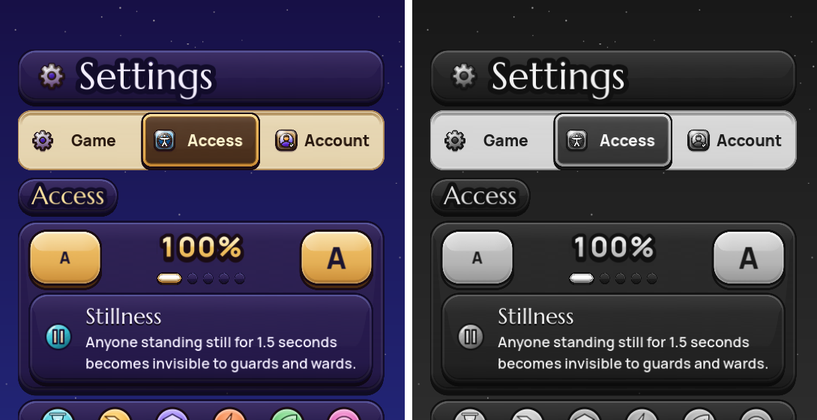 Settings
Game Access Account
Access
A 100% A
Stillness
Anyone standing still for 1.5 seconds
becomes invisible to guards and wards.
Settings
Game Access Account
Access
A 100% A
Stillness
Anyone standing still for 1.5 seconds
becomes invisible to guards and wards.